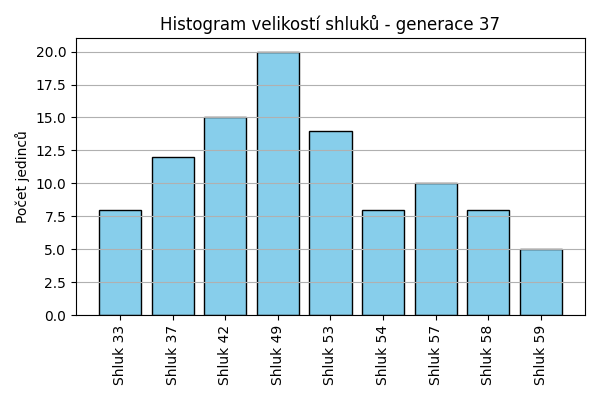 Histogram velikostí shluků - generace 37
Počet jedinců
20.0
17.5
15.0
12.5
10.0
7.5
5.0
2.5
0.0
Shluk 33
Shluk 37
Shluk 42
Shluk 49
Shluk 53
Shluk 54
Shluk 57
Shluk 58
Shluk 59